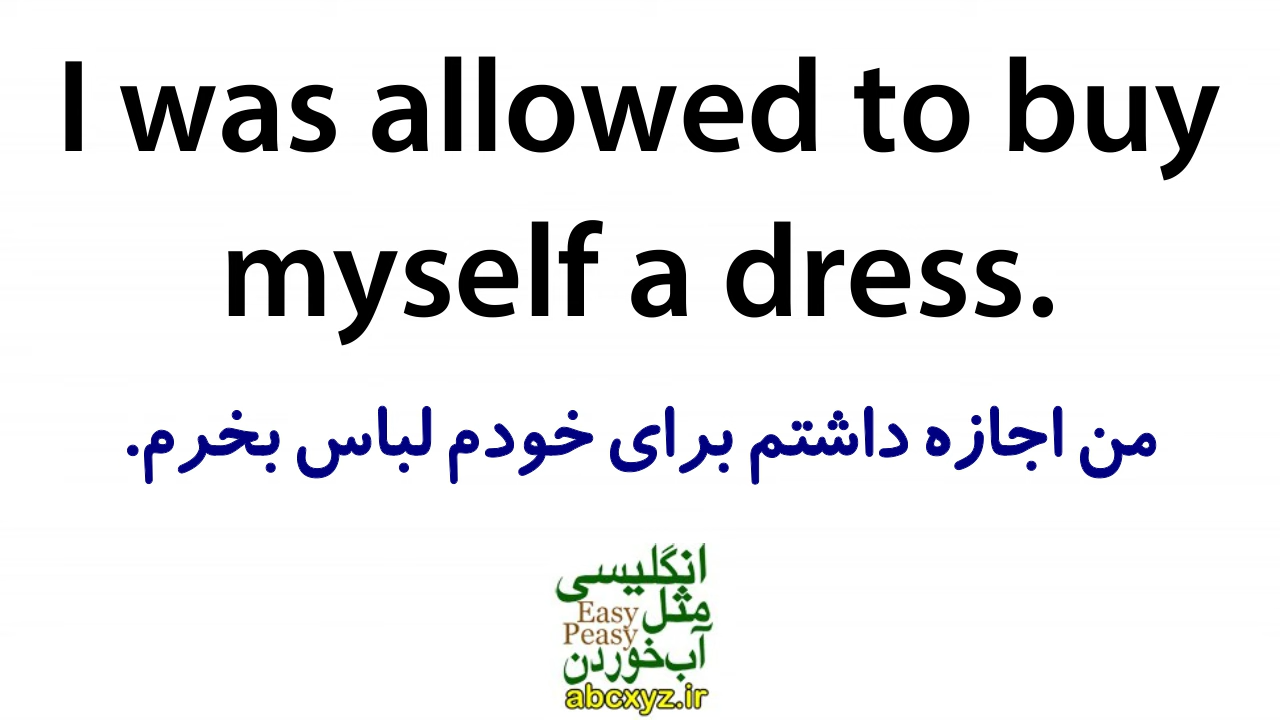 I was allowed to buy
myself a dress.
من اجازه داشتم برای خودم لباس بخرم.
انگلیسی
مثل Easy
Peasy
آب خوردن
abcxyz.ir